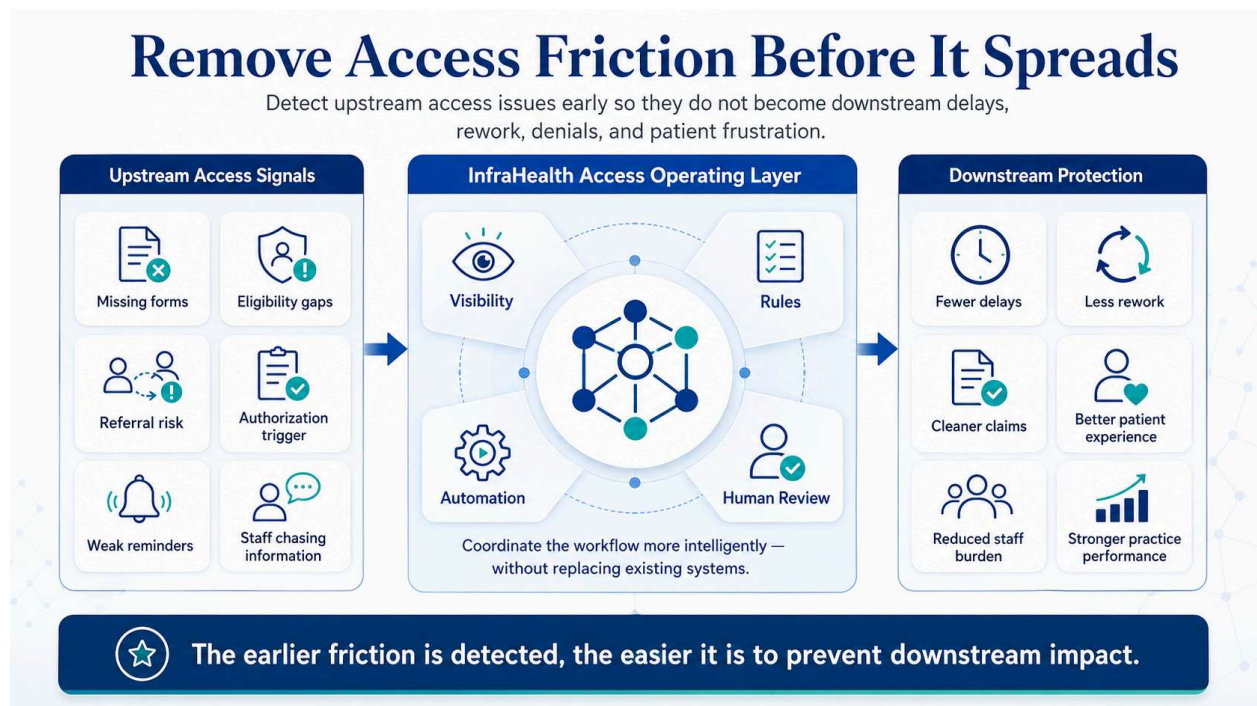 Remove Access Friction Before It Spreads
Detect upstream access issues early so they do not become downstream delays,
rework, denials, and patient frustration.
Upstream Access Signals
Missing forms
Eligibility gaps
Referral risk
Authorization
trigger
Weak reminders
Staff chasing
information
InfraHealth Access Operating Layer
Visibility
Rules
Automation
Human Review
Coordinate the workflow more intelligently —
without replacing existing systems.
Downstream Protection
Fewer delays
Less rework
Cleaner claims
Better patient
experience
Reduced staff
burden
Stronger practice
performance
The earlier friction is detected, the easier it is to prevent downstream impact.